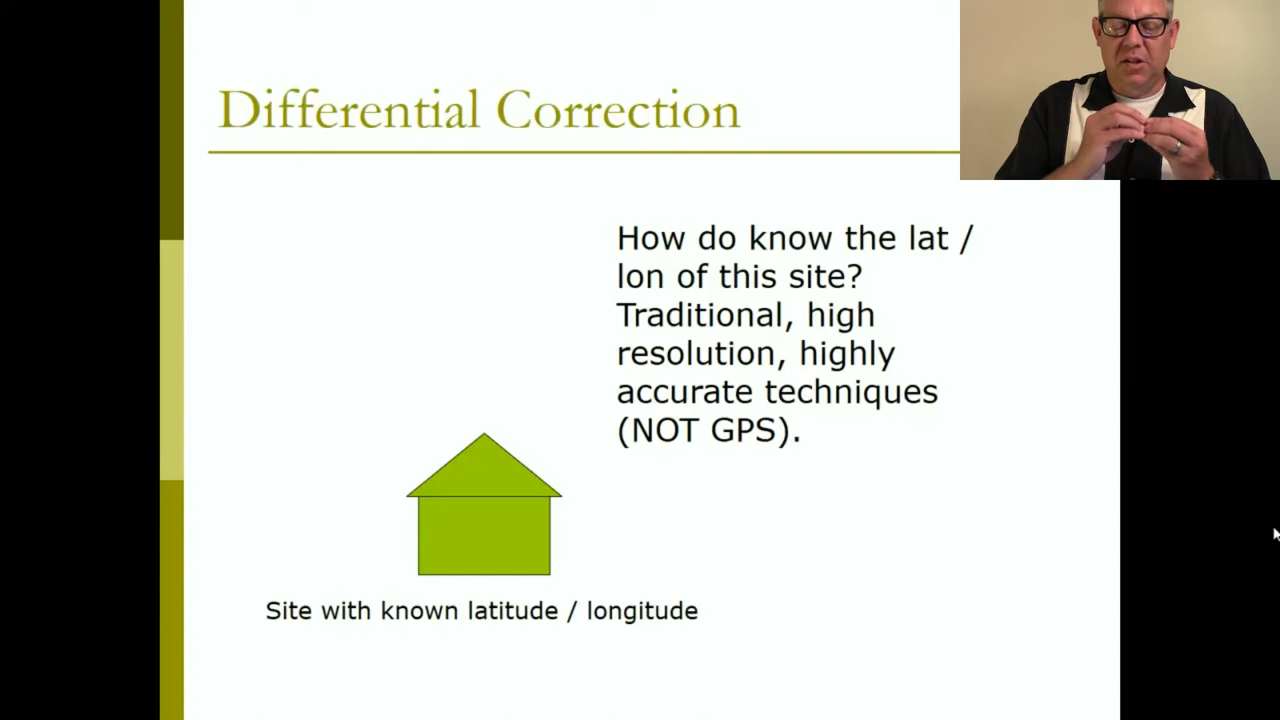 Differential Correction
How do know the lat /
lon of this site?
Traditional, high
resolution, highly
accurate techniques
(NOT GPS).
Site with known latitude / longitude